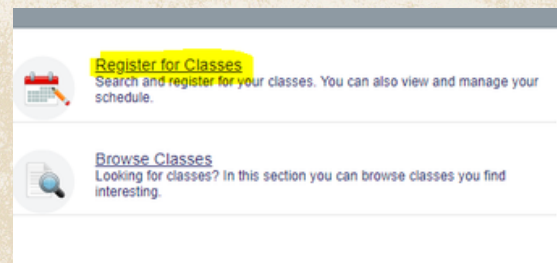 Register for Classes
Search and register for your classes. You can also view and manage your
schedule.
Browse Classes
Looking for classes? In this section you can browse classes you find
interesting.